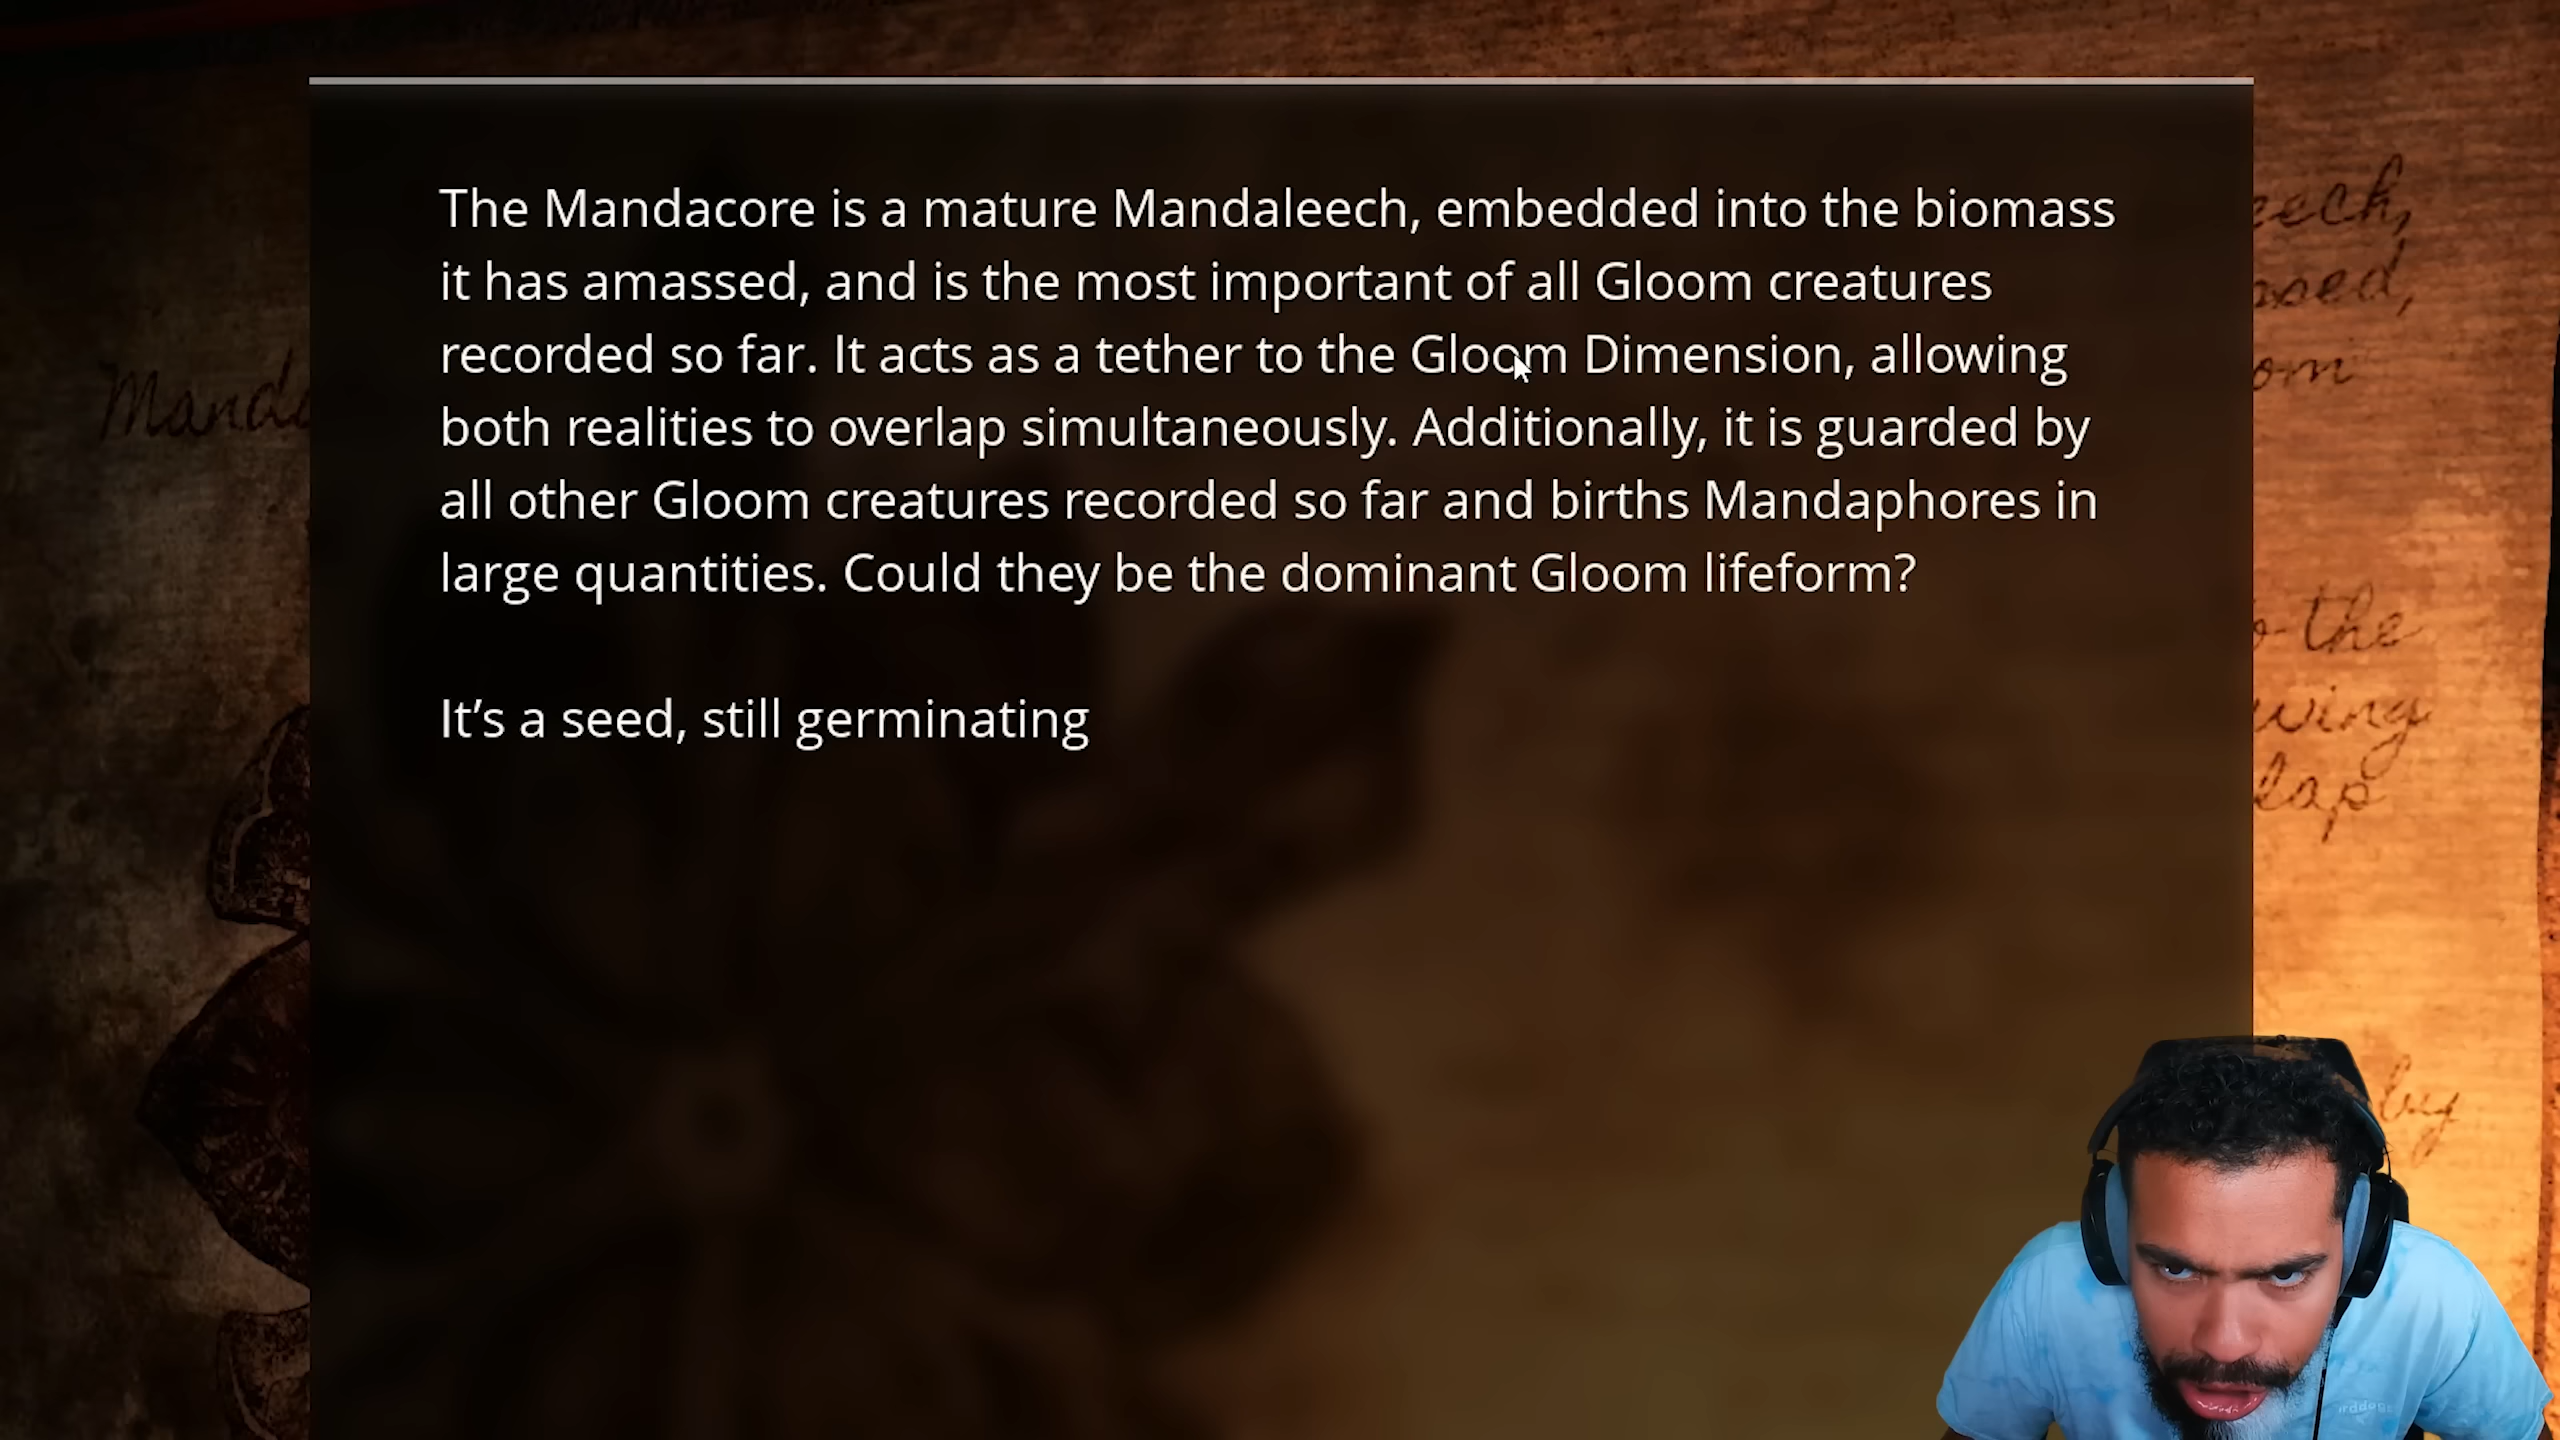 The Mandacore is a mature Mandaleech, embedded into the biomass
it has amassed, and is the most important of all Gloom creatures
recorded so far. It acts as a tether to the Gloom Dimension, allowing
both realities to overlap simultaneously. Additionally, it is guarded by
all other Gloom creatures recorded so far and births Mandaphores in
large quantities. Could they be the dominant Gloom lifeform?
It’s a seed, still germinating
the
by